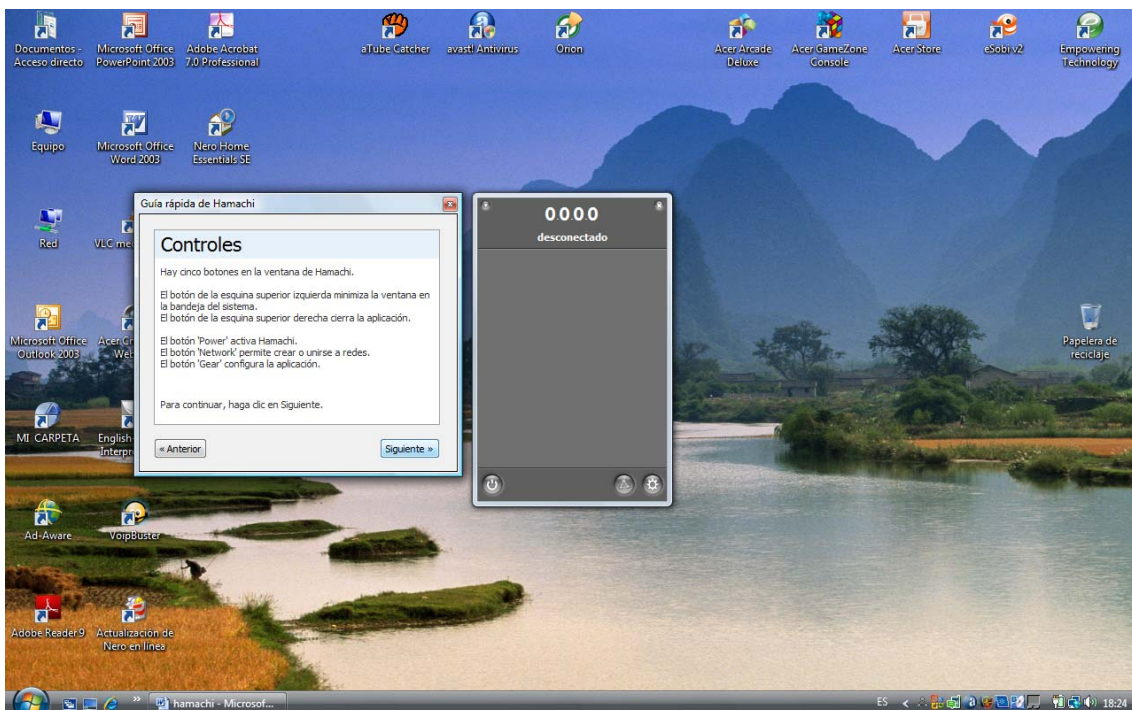 Documentos -
Acceso directo
Microsoft Office
PowerPoint 2003
Adobe Acrobat
7.0 Professional
aTube Catcher
avast! Antivirus
Orion
Acer Arcade
Deluxe
Acer GameZone
Console
Acer Store
eSobi v2
Empowering
Technology
Equipo
Microsoft Office
Word 2003
Nero Home
Essentials SE
Guía rápida de Hamachi
Controles
Hay cinco botones en la ventana de Hamachi.
El botón de la esquina superior izquierda minimiza la ventana en
la bandeja del sistema.
El botón de la esquina superior derecha cierra la aplicación.
El botón 'Power' activa Hamachi.
El botón 'Network' permite crear o unirse a redes.
El botón 'Gear' configura la aplicación.
Para continuar, haga clic en Siguiente.
« Anterior
Siguiente »
0.0.0.0
desconectado
Red
VLC me
Microsoft Office
Outlook 2003
Acer Cr
Web
Papelera de
reciclaje
MI CARPETA
English-
Interpr
Ad-Aware
VoipBuster
Adobe Reader 9
Actualización de
Nero en línea
hamachi - Microsof...
ES
18:24